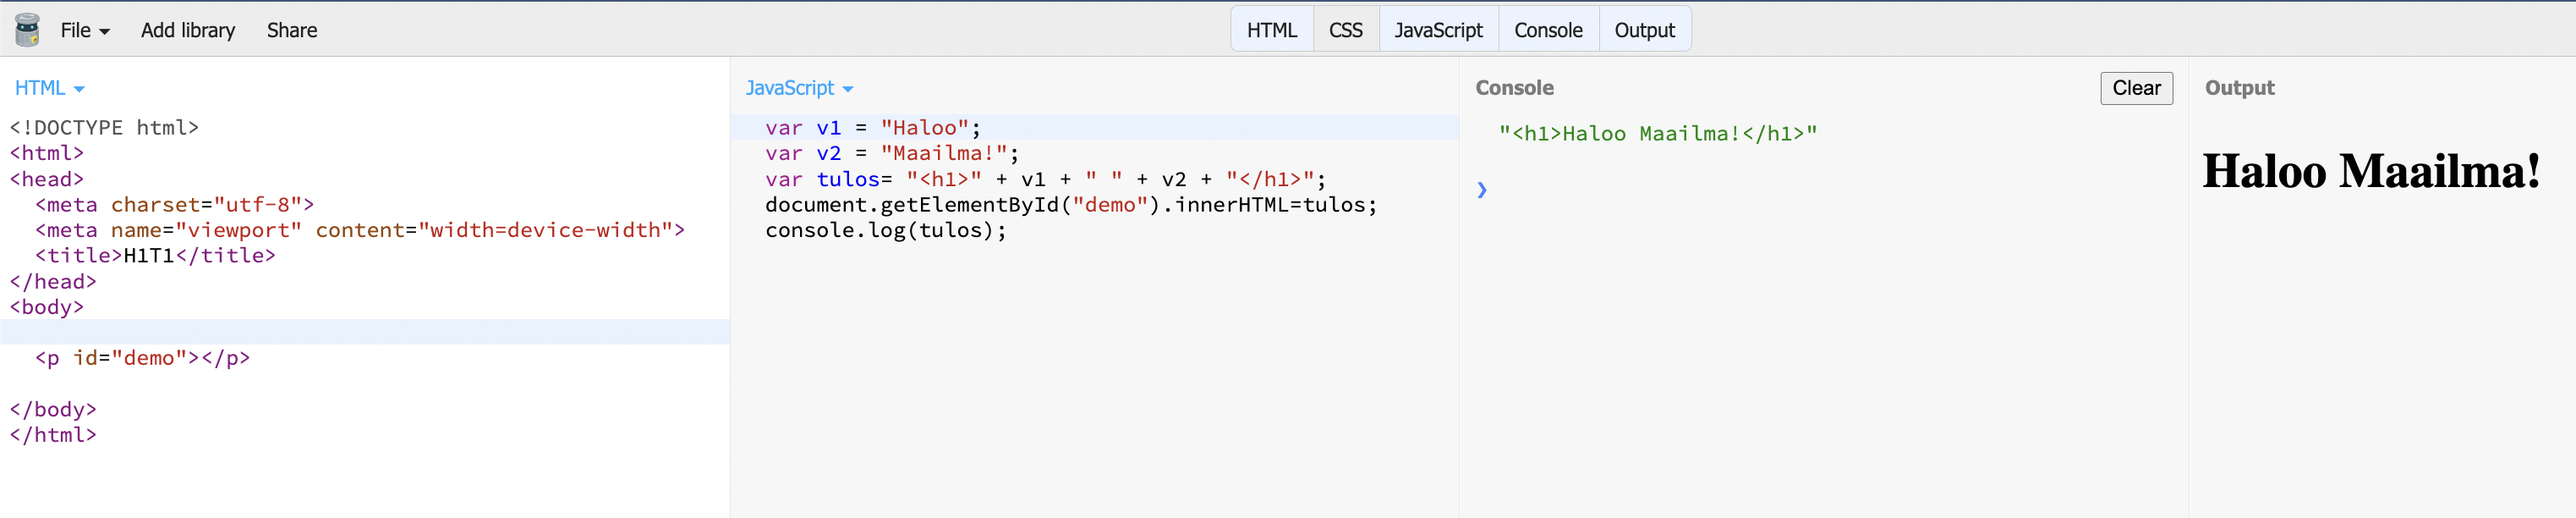 File Add library Share HTML CSS JavaScript Console Output
HTML
<!DOCTYPE html>
<html>
<head>
  <meta charset="utf-8">
  <meta name="viewport" content="width=device-width">
  <title>H1T1</title>
</head>
<body>
  <p id="demo"></p>
</body>
</html>
JavaScript
var v1 = "Haloo";
var v2 = "Maailma!";
var tulos= "<h1>" + v1 + " " + v2 + "</h1>";
document.getElementById("demo").innerHTML=tulos;
console.log(tulos);
Console Clear
"<h1>Haloo Maailma!</h1>"
❯
Output
Haloo Maailma!